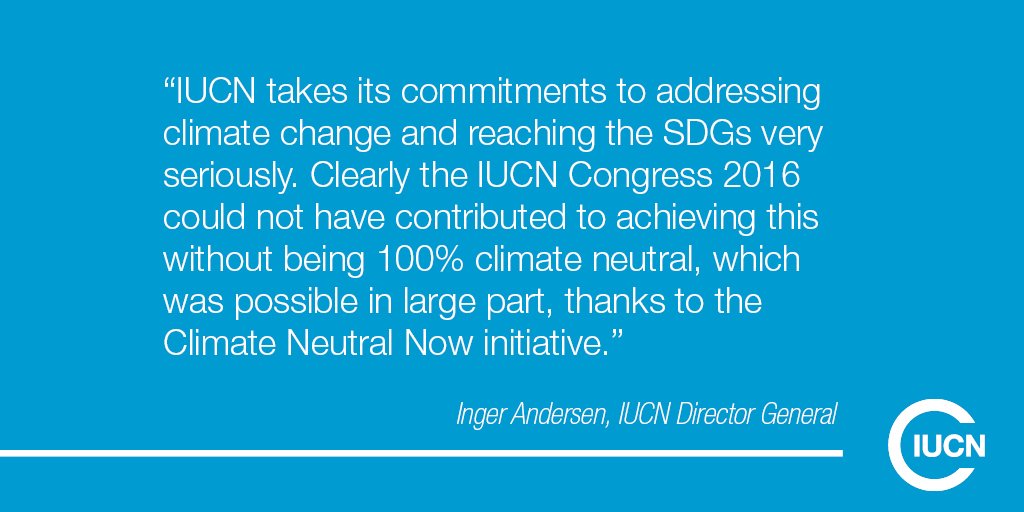 “IUCN takes its commitments to addressing
climate change and reaching the SDGs very
seriously. Clearly the IUCN Congress 2016
could not have contributed to achieving this
without being 100% climate neutral, which
was possible in large part, thanks to the
Climate Neutral Now initiative.”
Inger Andersen, IUCN Director General
IUCN